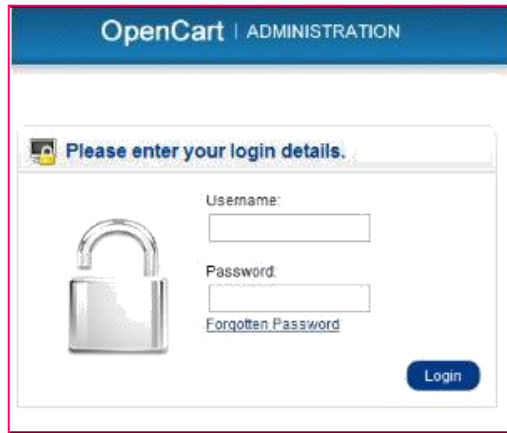 OpenCart | ADMINISTRATION
Please enter your login details.
Username:
Password:
Forgotten Password
Login